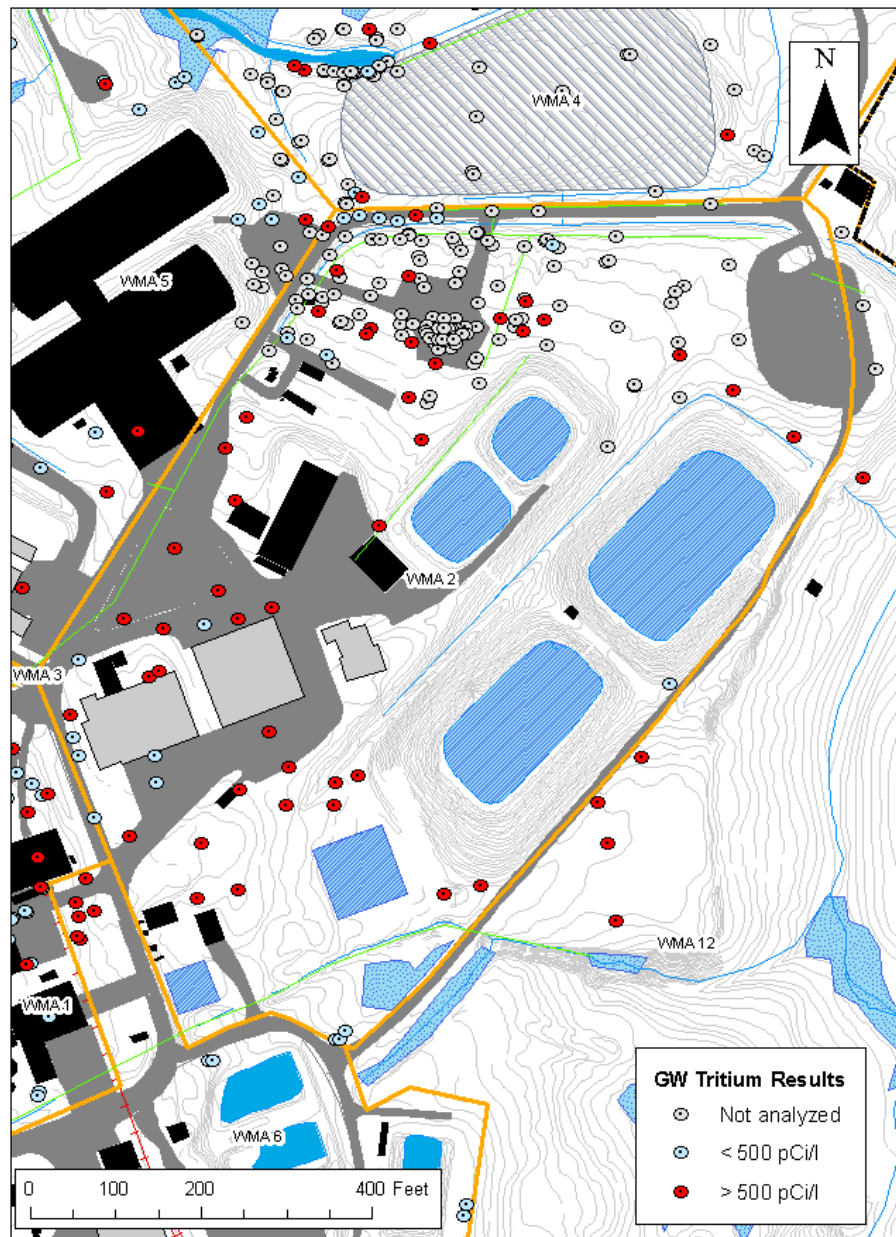 N
WMA 4
WMA 5
WMA 2
WMA 3
WMA 12
WMA 1
WMA 6
GW Tritium Results
Not analyzed
< 500 pCi/l
> 500 pCi/l
0 100 200 400 Feet